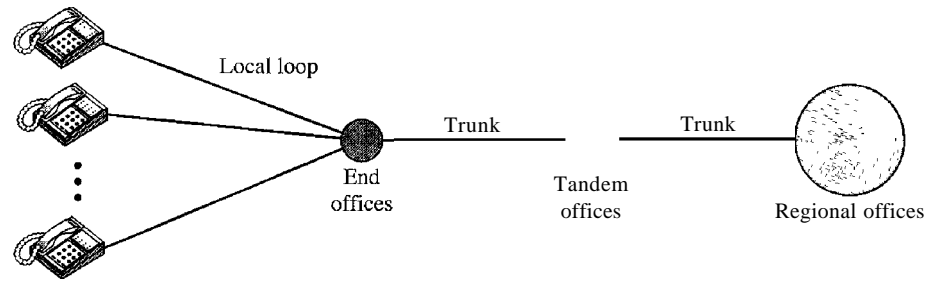 Local loop
Trunk
Trunk
End
offices
Tandem
offices
Regional offices